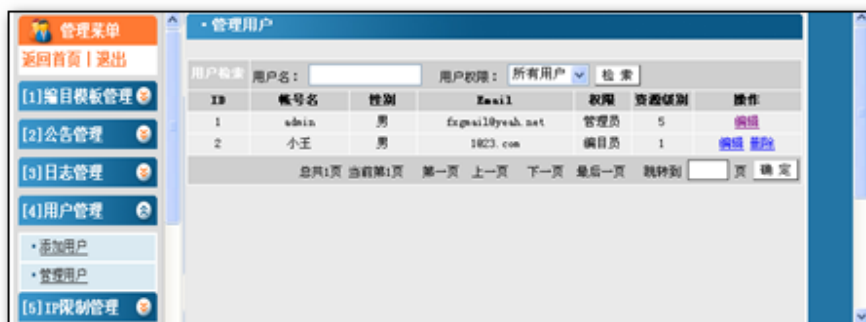 管理菜单
返回首页 | 退出
[1]编目模板管理
[2]公告管理
[3]日志管理
[4]用户管理
·添加用户
·管理用户
[5]IP限制管理
·管理用户
用户检索 用户名: 用户权限: 所有用户 检 索
ID 帐号名 性别 Email 权限 资源级别 操作
1 admin 男 fxgmail@yeah.net 管理员 5 编辑
2 小王 男 1023.com 编目员 1 编辑 删除
总共1页 当前第1页 第一页 上一页 下一页 最后一页 跳转到 页 确 定